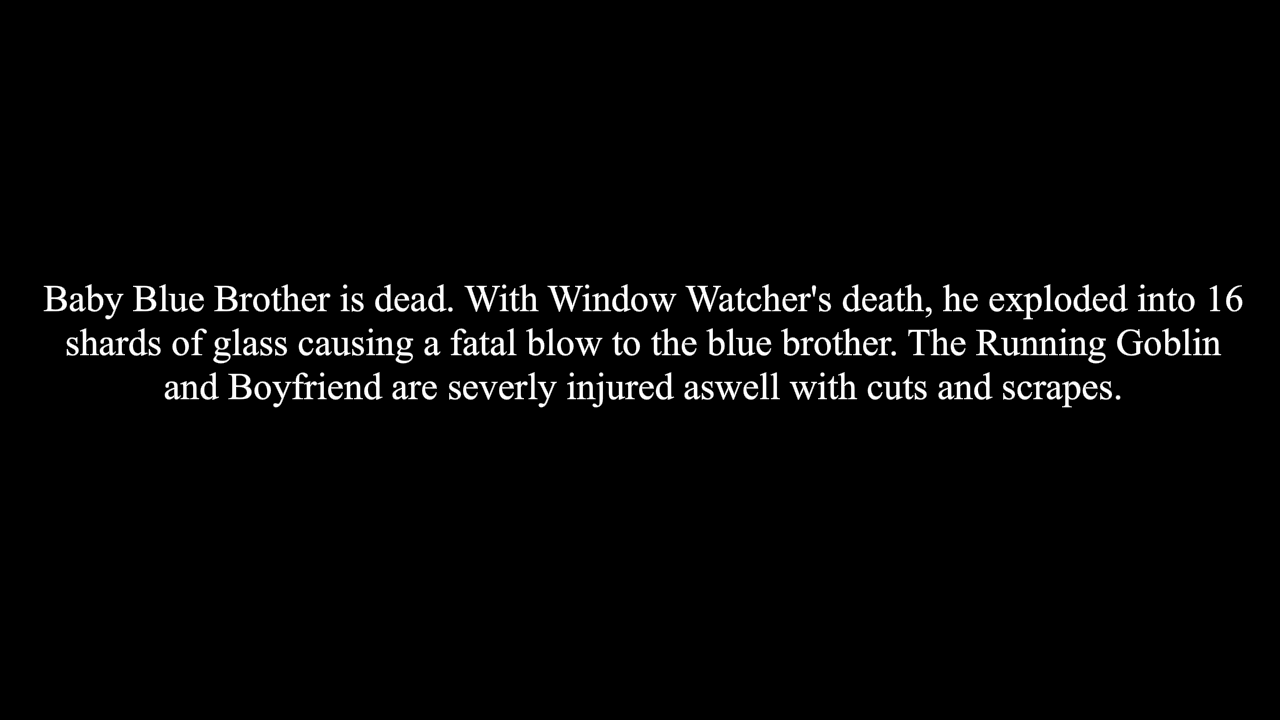 Baby Blue Brother is dead. With Window Watcher's death, he exploded into 16
shards of glass causing a fatal blow to the blue brother. The Running Goblin
and Boyfriend are severly injured aswell with cuts and scrapes.